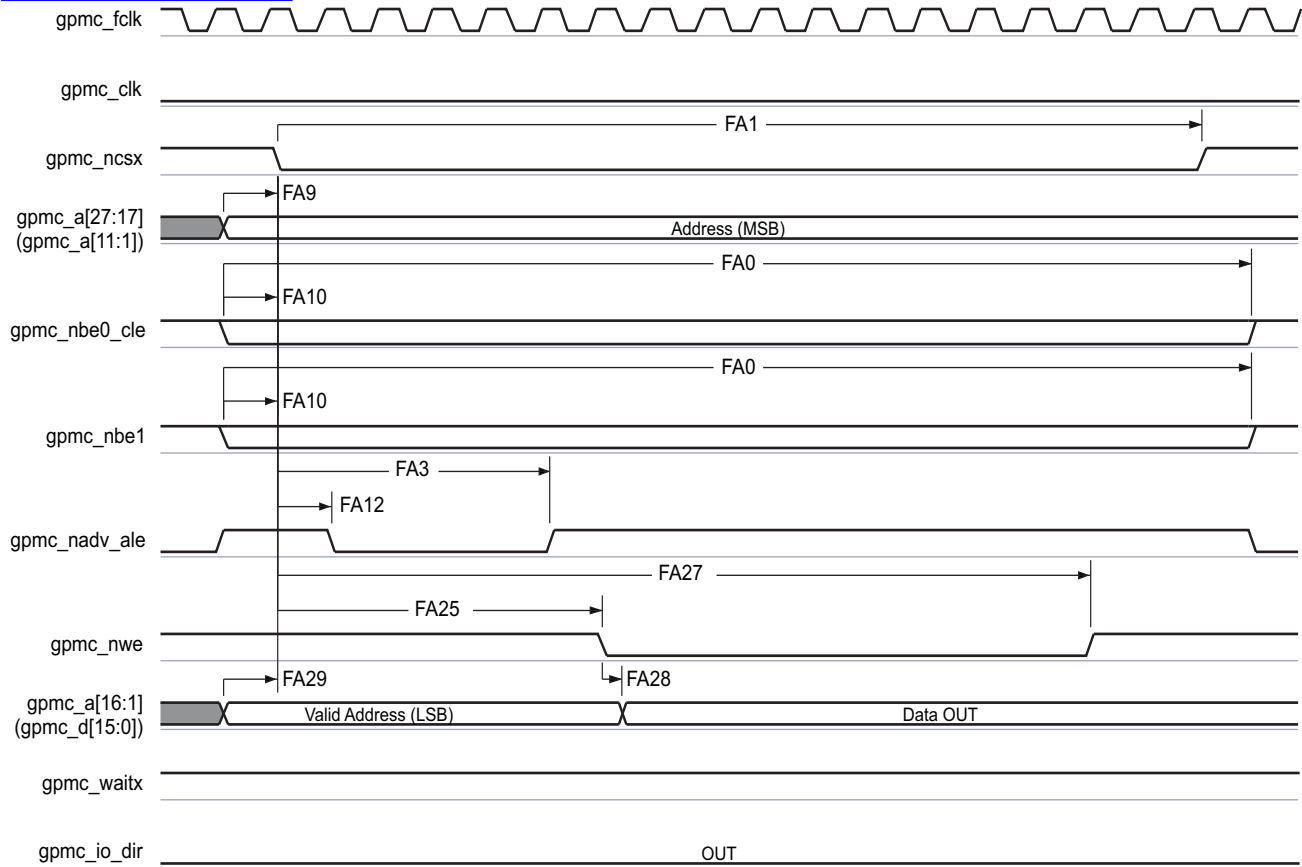 gpmc_fclk
gpmc_clk
FA1
gpmc_ncsx
FA9
gpmc_a[27:17]
(gpmc_a[11:1])
Address (MSB)
FA0
FA10
gpmc_nbe0_cle
FA0
FA10
gpmc_nbe1
FA3
FA12
gpmc_nadv_ale
FA27
FA25
gpmc_nwe
FA29
FA28
gpmc_a[16:1]
(gpmc_d[15:0])
Valid Address (LSB)
Data OUT
gpmc_waitx
gpmc_io_dir
OUT